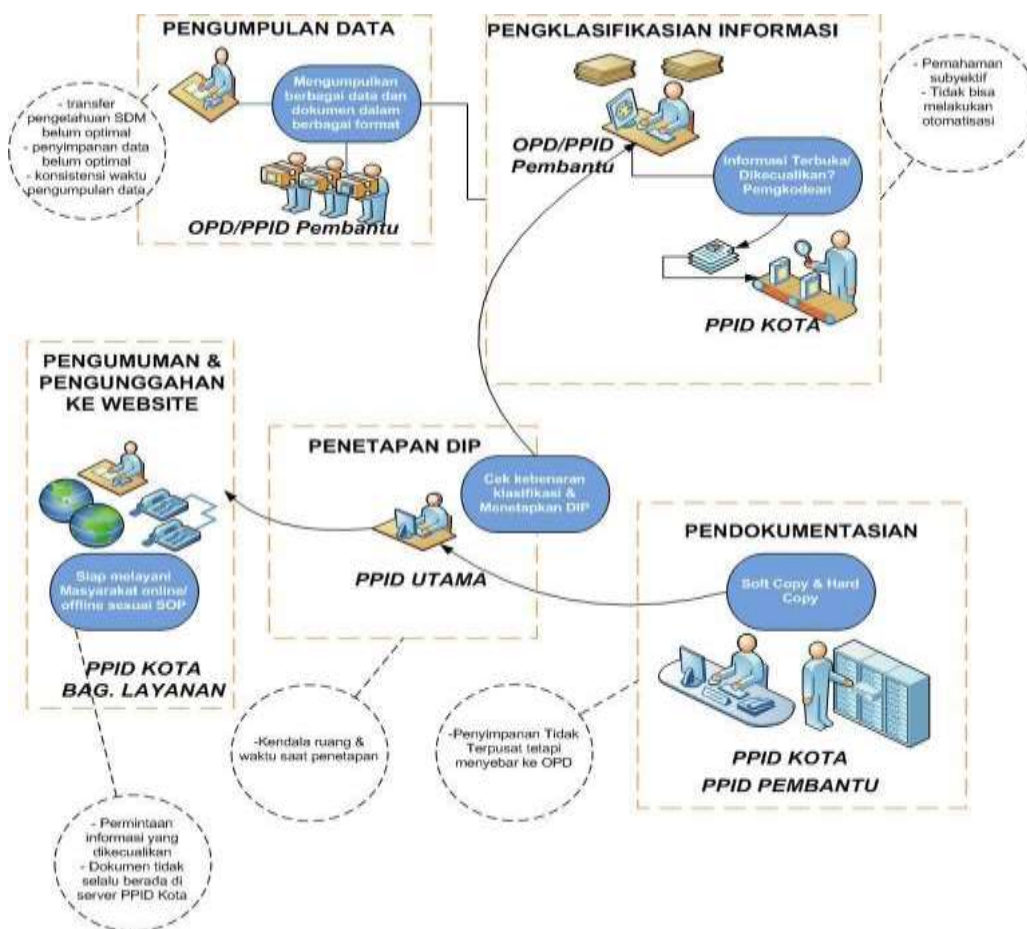 PENGUMPULAN DATA
Mengumpulkan
berbagai data dan
dokumen dalam
berbagai format
OPD/PPID Pembantu
- transfer
pengetahuan SDM
belum optimal
- penyimpanan data
belum optimal
- konsistensi waktu
pengumpulan data
PENGKLASIFIKASIAN INFORMASI
OPD/PPID
Pembantu
Informasi Terbuka/
Dikecualikan?
Pemgkodean
PPID KOTA
- Pemahaman
subyektif
- Tidak bisa
melakukan
otomatisasi
PENGUMUMAN &
PENGUNGGAHAN
KE WEBSITE
Siap melayani
Masyarakat online/
offline sesuai SOP
PPID KOTA
BAG. LAYANAN
PENETAPAN DIP
Cek kebenaran
klasifikasi &
Menetapkan DIP
PPID UTAMA
PENDOKUMENTASIAN
Soft Copy & Hard
Copy
PPID KOTA
PPID PEMBANTU
-Kendala ruang &
waktu saat penetapan
-Penyimpanan Tidak
Terpusat tetapi
menyebar ke OPD
- Permintaan
informasi yang
dikecualikan
- Dokumen tidak
selalu berada di
server PPID Kota